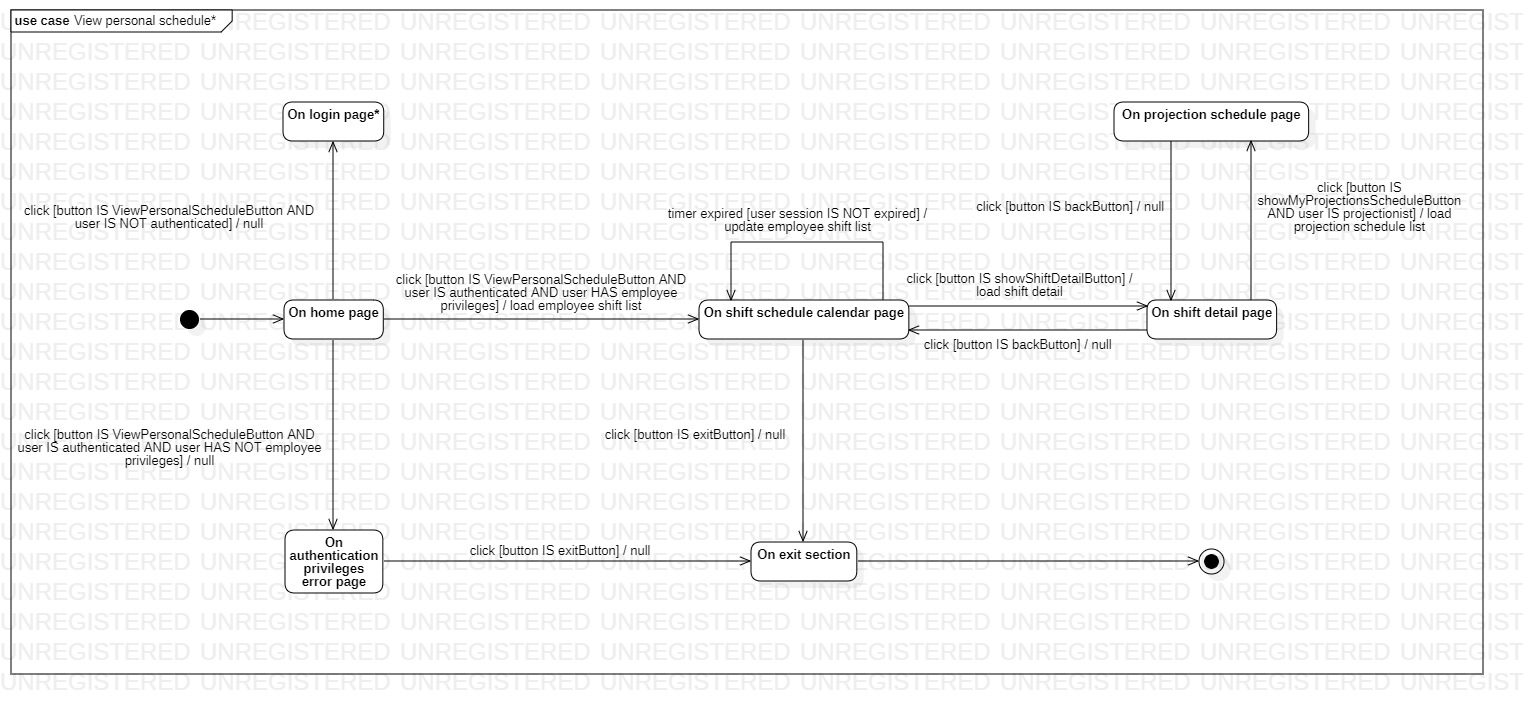 use case View personal schedule*
On login page*
On projection schedule page
click [button IS ViewPersonalScheduleButton AND
user IS NOT authenticated] / null
timer expired [user session IS NOT expired] /
update employee shift list
click [button IS backButton] / null
click [button IS
showMyProjectionsScheduleButton
AND user IS projectionist] / load
projection schedule list
click [button IS ViewPersonalScheduleButton AND
user IS authenticated AND user HAS employee
privileges] / load employee shift list
click [button IS showShiftDetailButton] /
load shift detail
On home page
On shift schedule calendar page
On shift detail page
click [button IS backButton] / null
click [button IS ViewPersonalScheduleButton AND
user IS authenticated AND user HAS NOT employee
privileges] / null
click [button IS exitButton] / null
On
authentication
privileges
error page
click [button IS exitButton] / null
On exit section
UNREGISTERED